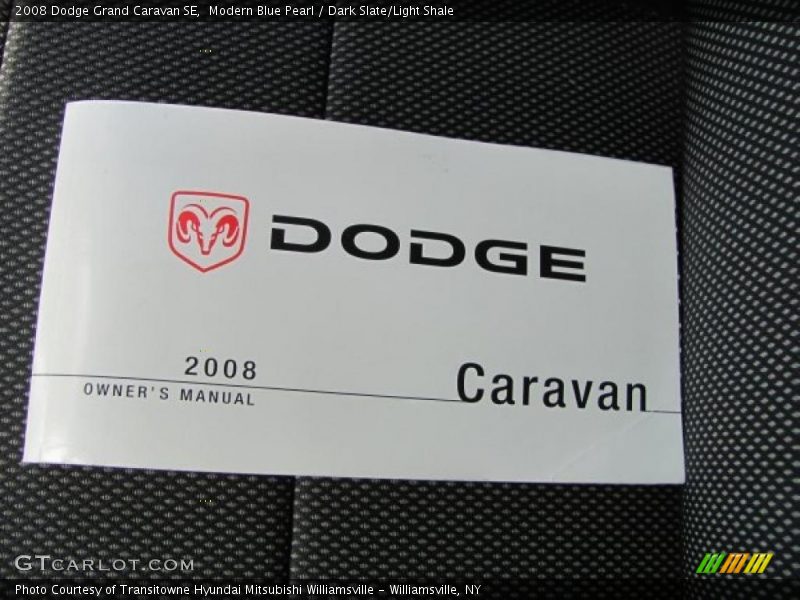 2008 Dodge Grand Caravan SE,  Modern Blue Pearl / Dark Slate/Light Shale
DODGE
2008
OWNER'S MANUAL
Caravan
GTCARLOT.COM
Photo Courtesy of Transitowne Hyundai Mitsubishi Williamsville - Williamsville, NY